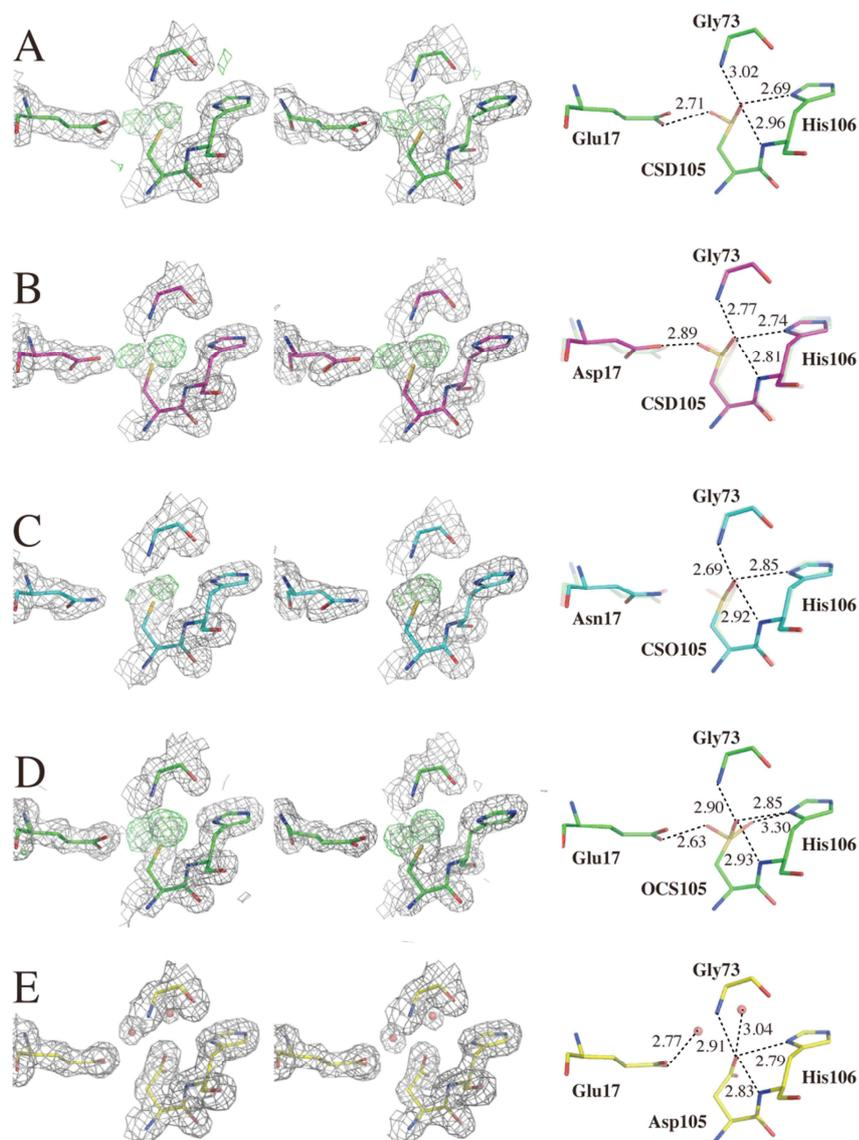 A
Gly73
3.02
2.69
2.71
2.96
Glu17
His106
CSD105
B
Gly73
2.77
2.74
2.89
2.81
Asp17
His106
CSD105
C
Gly73
2.69
2.85
2.92
Asn17
His106
CSO105
D
Gly73
2.90
2.85
3.30
2.63
2.93
Glu17
His106
OCS105
E
Gly73
2.77
2.91
3.04
2.79
2.83
Glu17
His106
Asp105